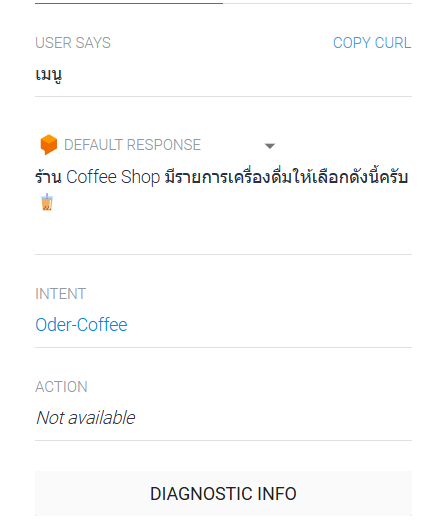 USER SAYS COPY CURL
เมนู
DEFAULT RESPONSE
ร้าน Coffee Shop มีรายการเครื่องดื่มให้เลือกดังนี้ครับ
🧋
INTENT
Oder-Coffee
ACTION
Not available
DIAGNOSTIC INFO